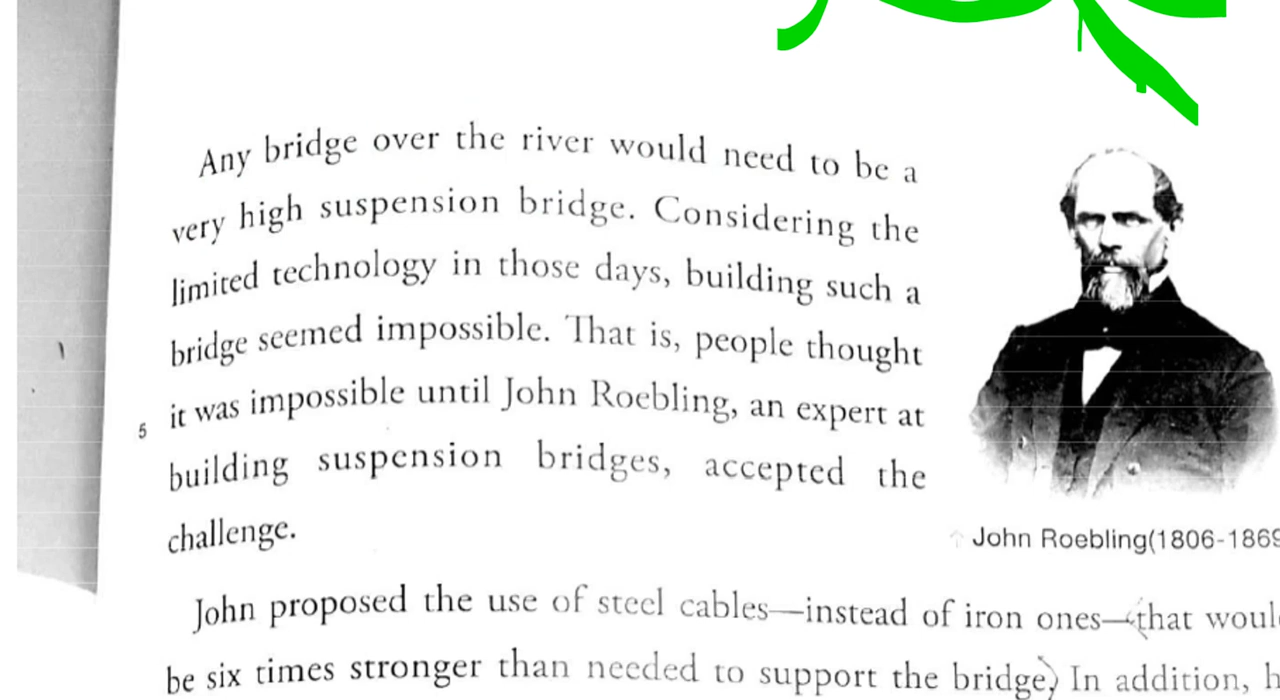 Any bridge over the river would need to be a
very high suspension bridge. Considering the
limited technology in those days, building such a
bridge seemed impossible. That is, people thought
5 it was impossible until John Roebling, an expert at
building suspension bridges, accepted the
challenge.
John Roebling(1806-1869
John proposed the use of steel cables—instead of iron ones—that woul
be six times stronger than needed to support the bridge. In addition, h